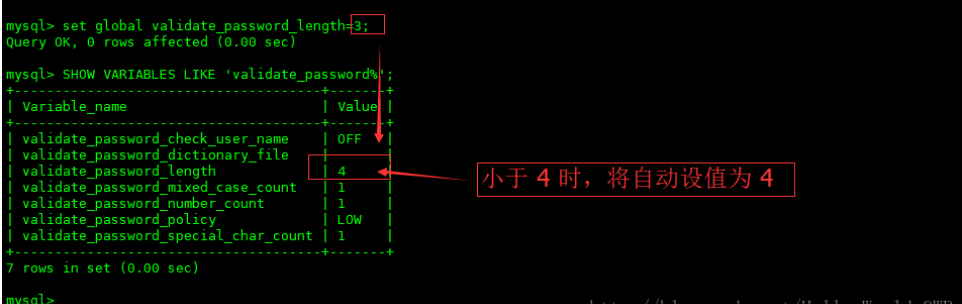 mysql> set global validate_password_length=3;
Query OK, 0 rows affected (0.00 sec)
mysql> SHOW VARIABLES LIKE 'validate_password%';
+--------------------------------------+-------+
| Variable_name | Value |
+--------------------------------------+-------+
| validate_password_check_user_name | OFF |
| validate_password_dictionary_file | |
| validate_password_length | 4 |
| validate_password_mixed_case_count | 1 |
| validate_password_number_count | 1 |
| validate_password_policy | LOW |
| validate_password_special_char_count | 1 |
+--------------------------------------+-------+
小于 4 时，将自动设值为 4
7 rows in set (0.00 sec)
mysql>